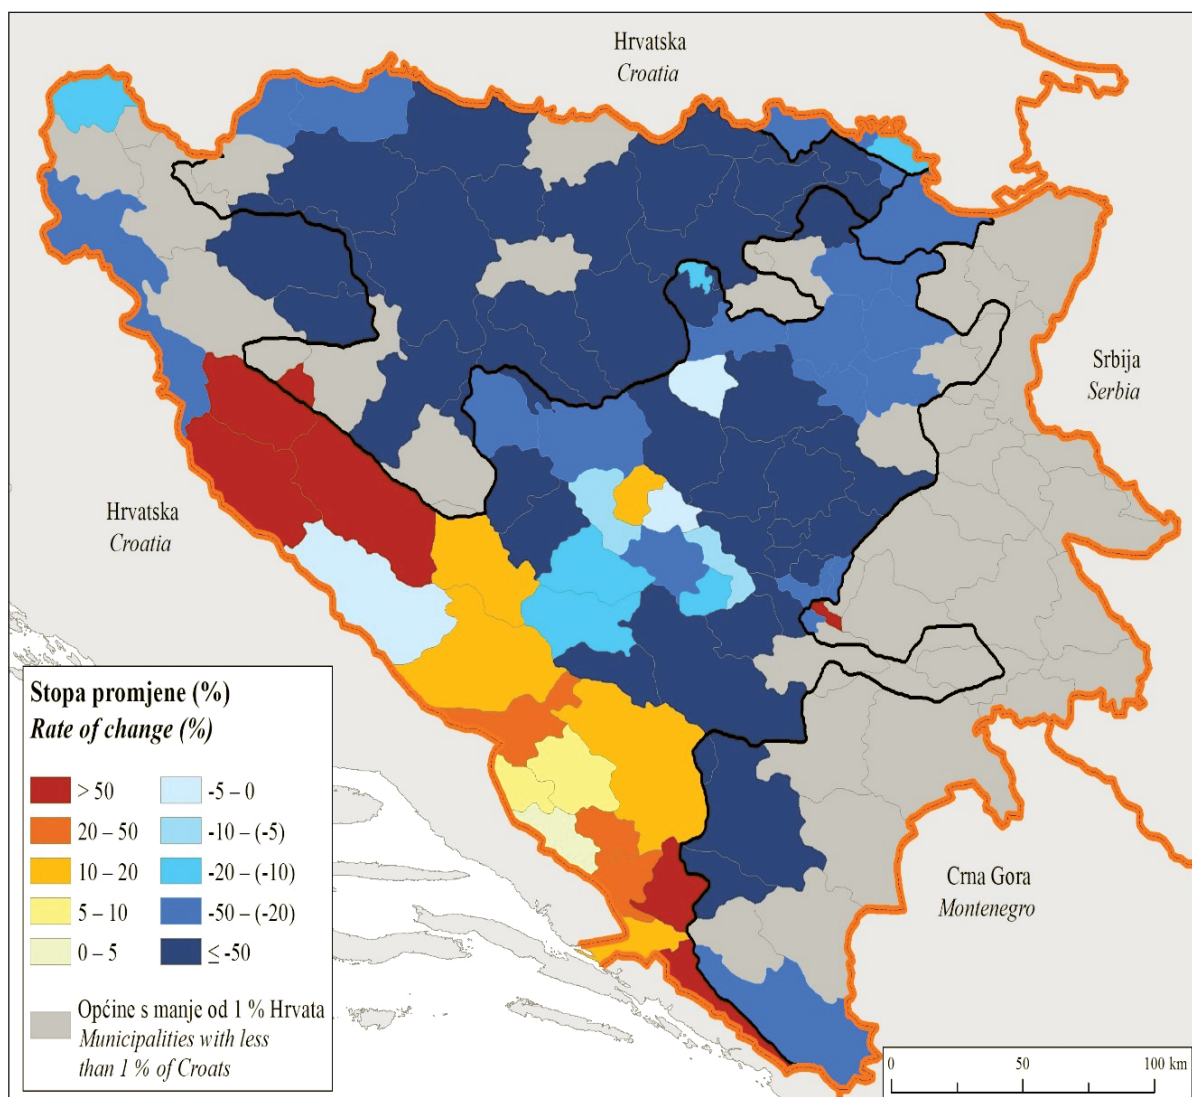 Hrvatska
Croatia
Srbija
Serbia
Hrvatska
Croatia
Crna Gora
Montenegro
Stopa promjene (%)
Rate of change (%)
> 50
20 – 50
10 – 20
5 – 10
0 – 5
-5 – 0
-10 – (-5)
-20 – (-10)
-50 – (-20)
≤ -50
Općine s manje od 1 % Hrvata
Municipalities with less
than 1 % of Croats
0 50 100 km